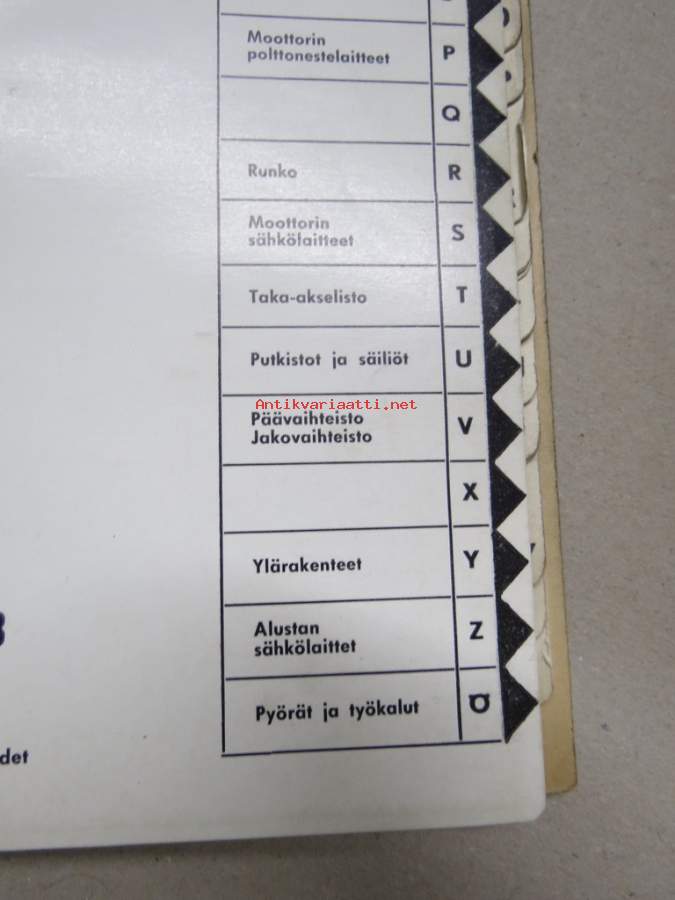 Moottorin
polttonestelaitteet
P
Q
Runko
R
Moottorin
sähkölaitteet
S
Taka-akselisto
T
Putkistot ja säiliöt
U
Antikvariaatti.net
Päävaihteisto
Jakovaihteisto
V
X
Ylärakenteet
Y
Alustan
sähkölaittet
Z
Pyörät ja työkalut